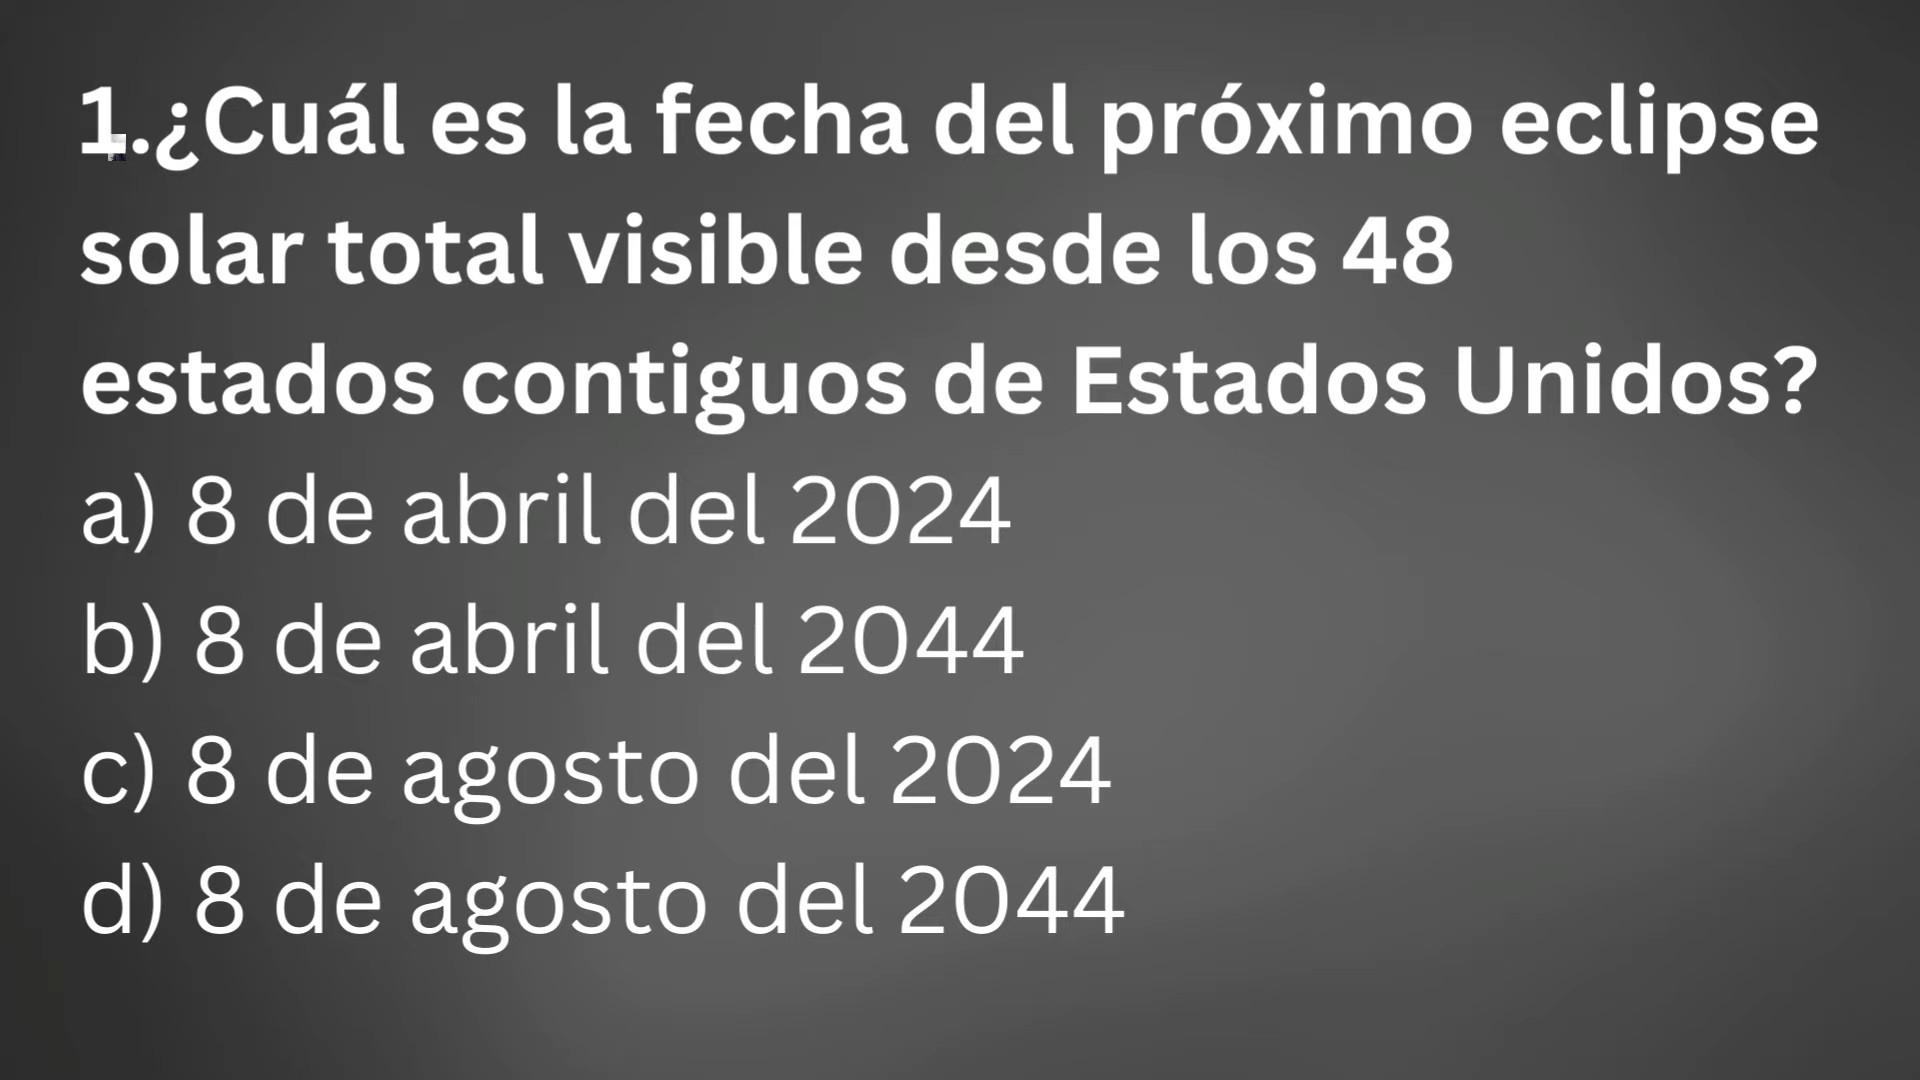 1.¿Cuál es la fecha del próximo eclipse
solar total visible desde los 48
estados contiguos de Estados Unidos?
a) 8 de abril del 2024
b) 8 de abril del 2044
c) 8 de agosto del 2024
d) 8 de agosto del 2044